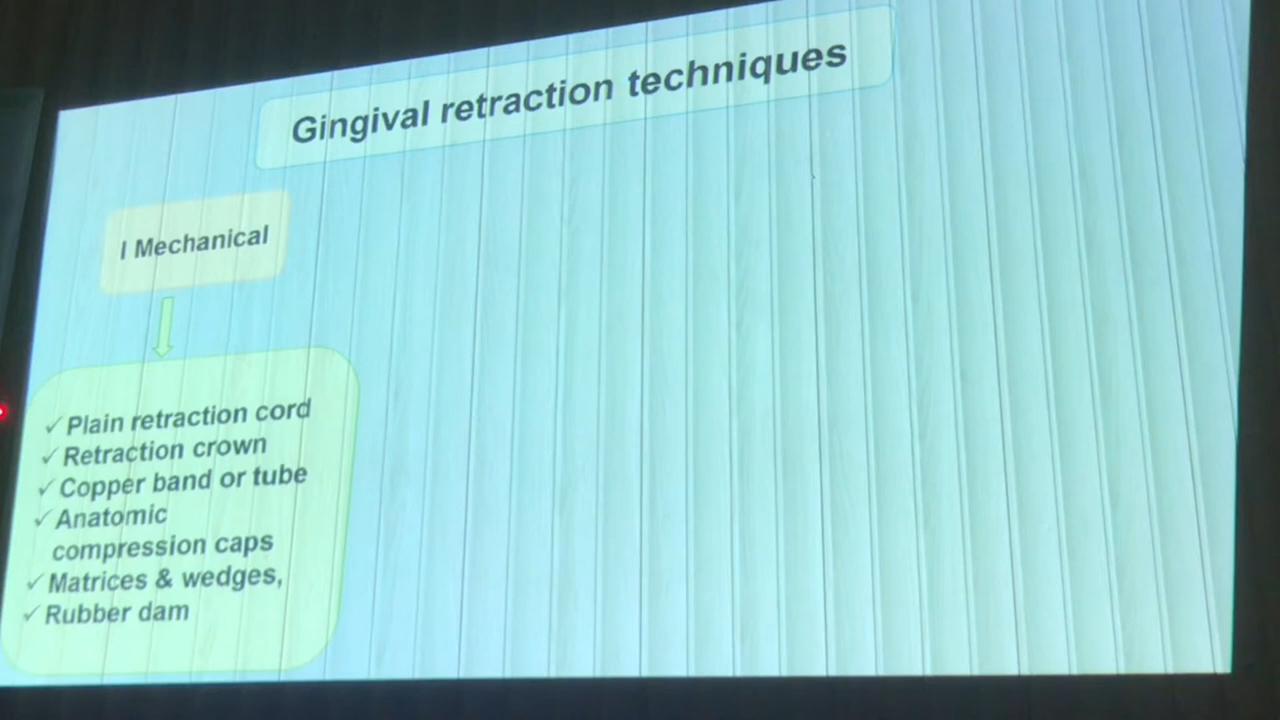 Gingival retraction techniques
I Mechanical
✓ Plain retraction cord
✓ Retraction crown
✓ Copper band or tube
✓ Anatomic
compression caps
✓ Matrices & wedges,
✓ Rubber dam